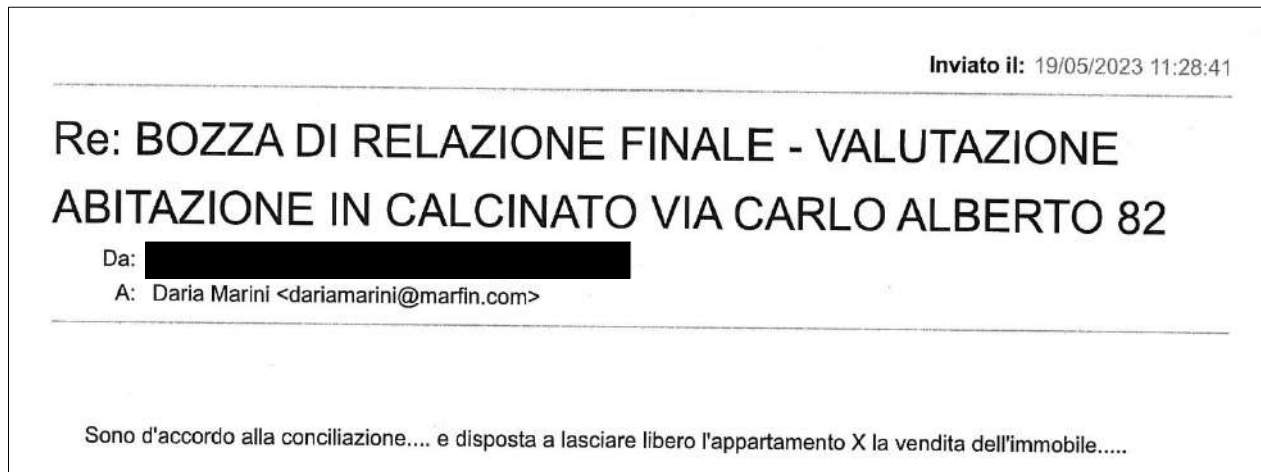 Inviato il: 19/05/2023 11:28:41
Re: BOZZA DI RELAZIONE FINALE - VALUTAZIONE
ABITAZIONE IN CALCINATO VIA CARLO ALBERTO 82
Da:
A: Daria Marini <dariamarini@marfin.com>
Sono d'accordo alla conciliazione.... e disposta a lasciare libero l'appartamento X la vendita dell'immobile.....